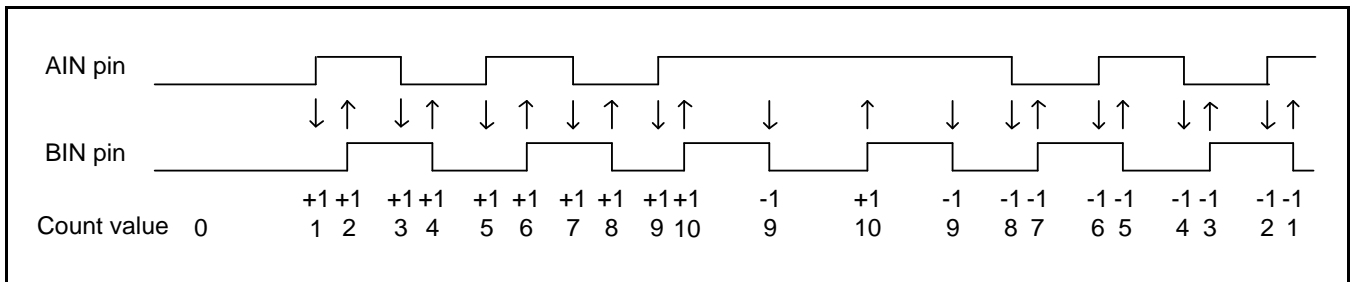 AIN pin
BIN pin
+1 +1 +1 +1 +1 +1 +1 +1 +1 +1 -1 +1 -1 -1 -1 -1 -1 -1 -1 -1 -1
Count value 0 1 2 3 4 5 6 7 8 9 10 9 10 9 8 7 6 5 4 3 2 1